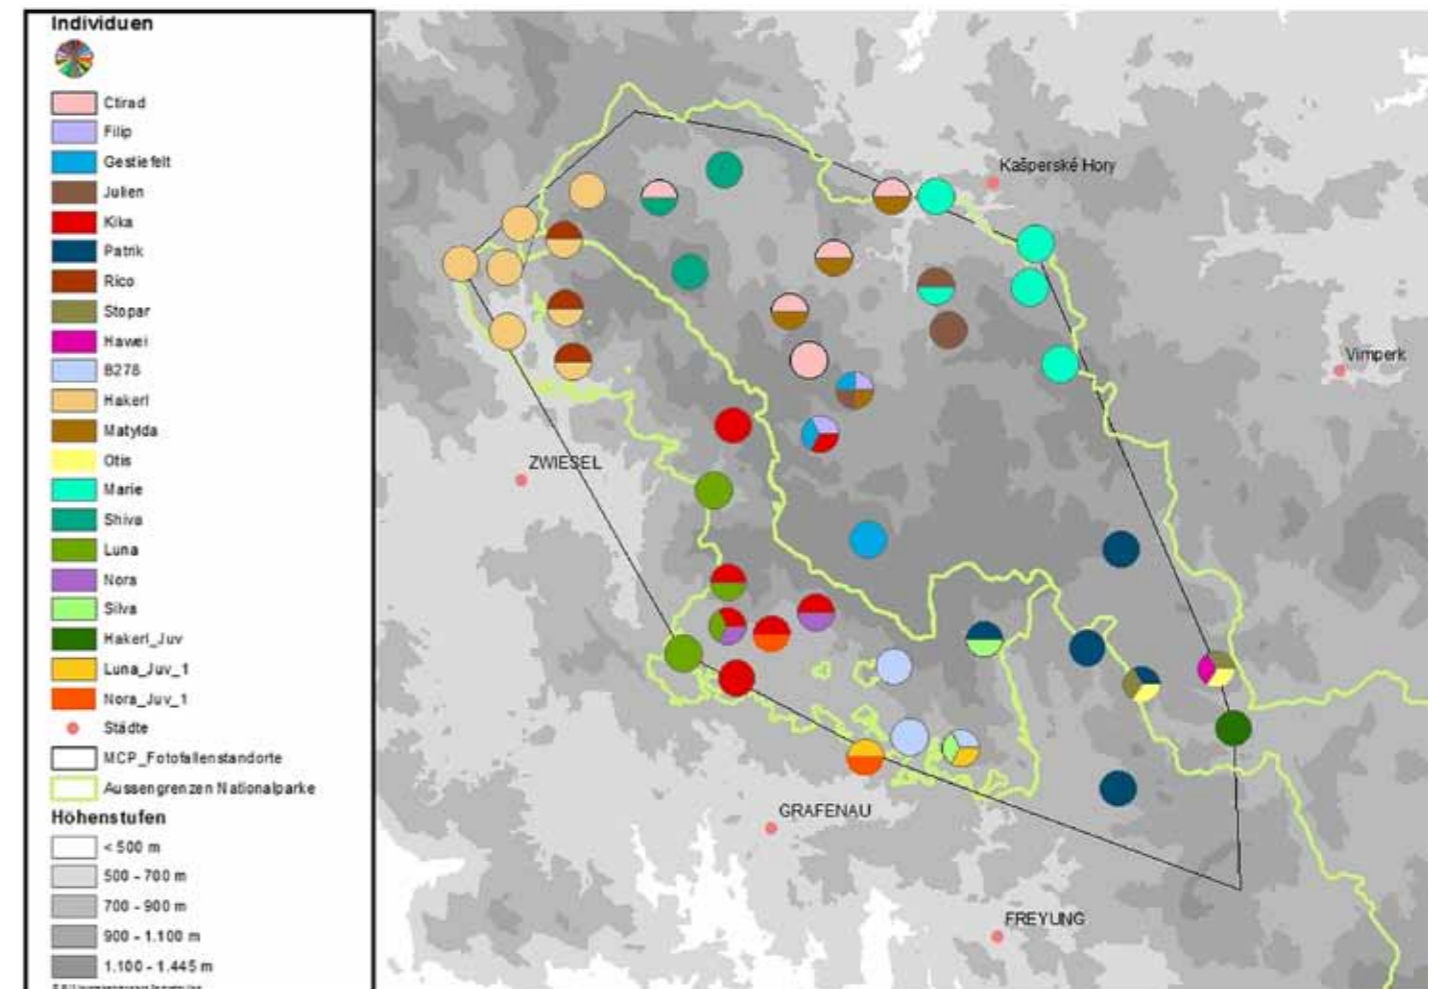 Individuen
Ctirad
Filip
Gestiefelt
Julien
Kika
Patrik
Rico
Stopar
Hawei
B278
Hakerl
Matylda
Otis
Marie
Shiva
Luna
Nora
Silva
Hakerl_Juv
Luna_Juv_1
Nora_Juv_1
Städte
MCP_Fotofallenstandorte
Aussengrenzen Nationalparke
Höhenstufen
< 500 m
500 - 700 m
700 - 900 m
900 - 1.100 m
1.100 - 1.445 m
Kašperské Hory
Vimperk
ZWIESEL
GRAFENAU
FREYUNG